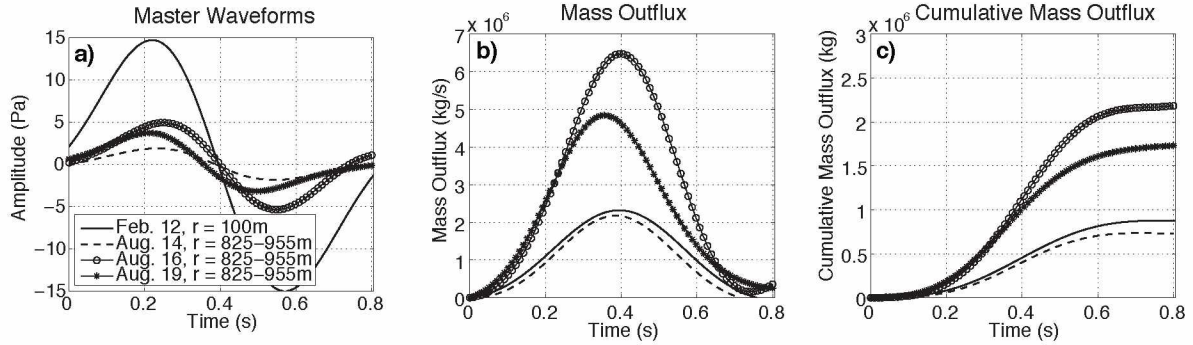 Master Waveforms
a)
15
10
5
0
−5
−10
−15
Amplitude (Pa)
Feb. 12, r = 100m
Aug. 14, r = 825−955m
Aug. 16, r = 825−955m
Aug. 19, r = 825−955m
0
0.2
0.4
0.6
0.8
Time (s)
Mass Outflux
x 10⁶
b)
7
6
5
4
3
2
1
0
Mass Outflux (kg/s)
0
0.2
0.4
0.6
0.8
Time (s)
Cumulative Mass Outflux
x 10⁶
c)
3
2.5
2
1.5
1
0.5
0
Cumulative Mass Outflux (kg)
0
0.2
0.4
0.6
0.8
Time (s)